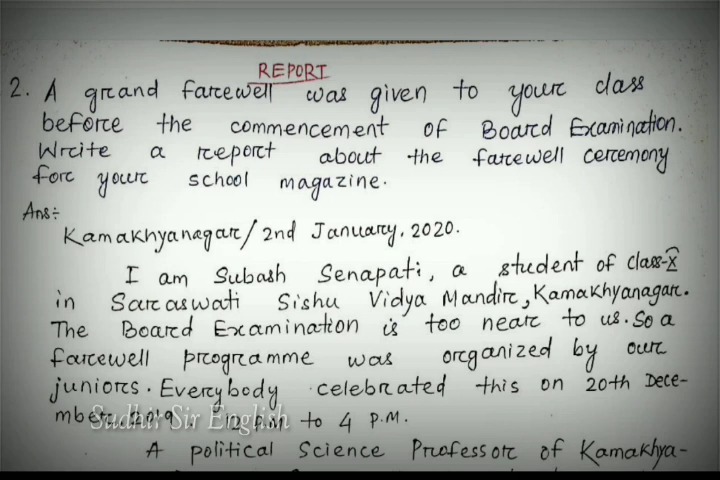 REPORT
2. A grand farewell was given to your class
before the commencement of Board Examination.
Write a report about the farewell ceremony
for your school magazine.
Ans:-
Kamakhyanagar/2nd January, 2020.
I am Subash Senapati, a student of class-X
in Saraswati Sishu Vidya Mandir, Kamakhyanagar.
The Board Examination is too near to us. So a
farewell programme was organized by our
juniors. Everybody celebrated this on 20th Dece-
mber, 2019 12 P.M to 4 P.M.
Sudhir Sir English
A political Science Professor of Kamakhya-